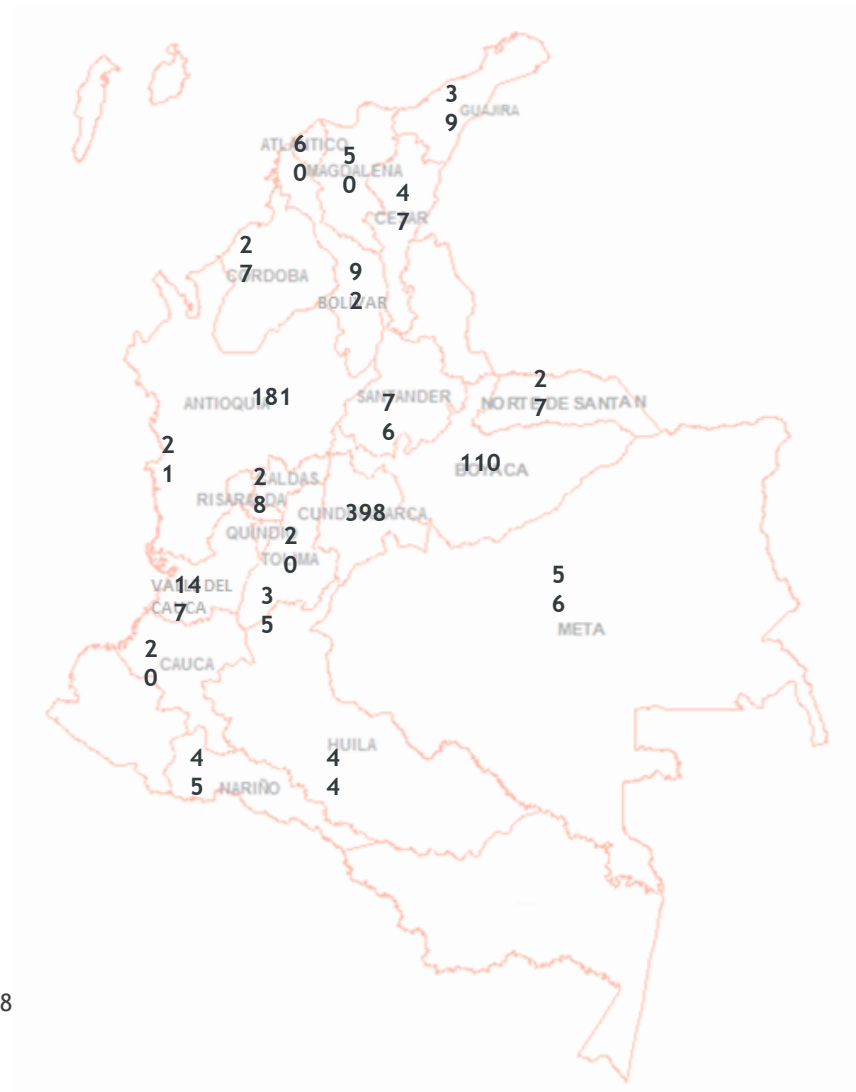 3
9
GUAJIRA
ATLANTICO
6
0
5
0
MAGDALENA
4
7
CESAR
2
7
CORDOBA
9
2
BOLIVAR
181
ANTIOQUIA
SANTANDER
7
6
2
7
NORTE DE SANTAN
2
1
110
BOYACA
2
8
CALDAS
RISARALDA
398
CUNDINAMARCA
QUINDIO
2
0
TOLIMA
14
7
VALLE DEL
CAUCA
3
5
5
6
META
2
0
CAUCA
HUILA
4
4
4
5
NARIÑO
8